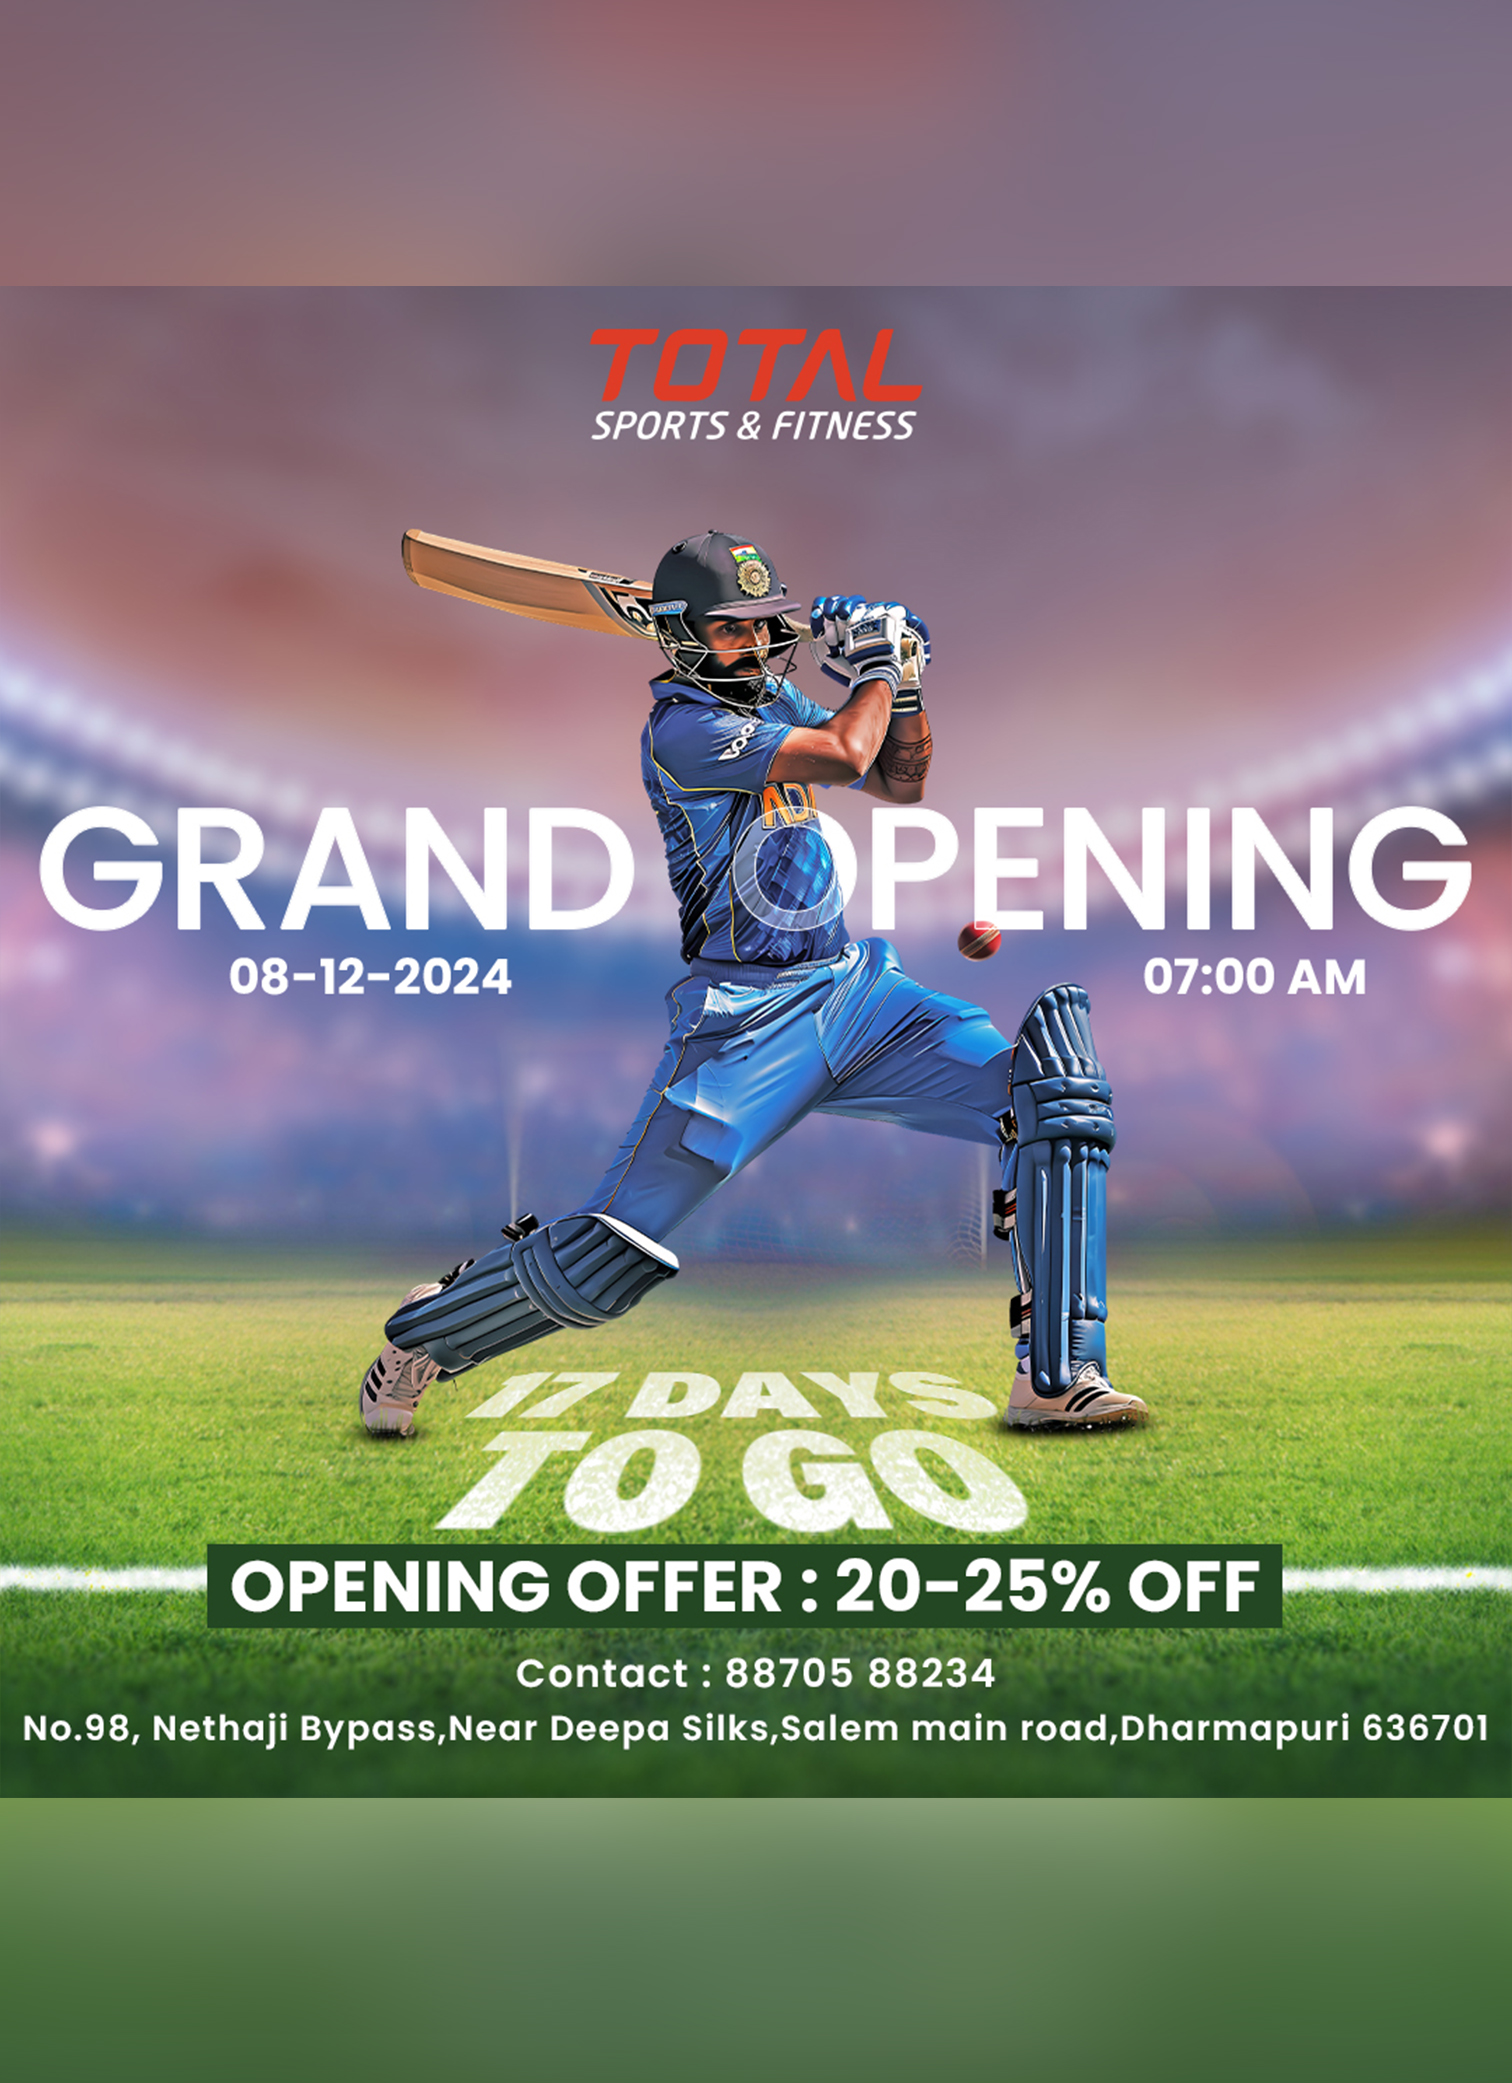 TOTAL
SPORTS & FITNESS
GRAND OPENING
08-12-2024
07:00 AM
17 DAYS
TO GO
OPENING OFFER : 20-25% OFF
Contact : 88705 88234
No.98, Nethaji Bypass,Near Deepa Silks,Salem main road,Dharmapuri 636701